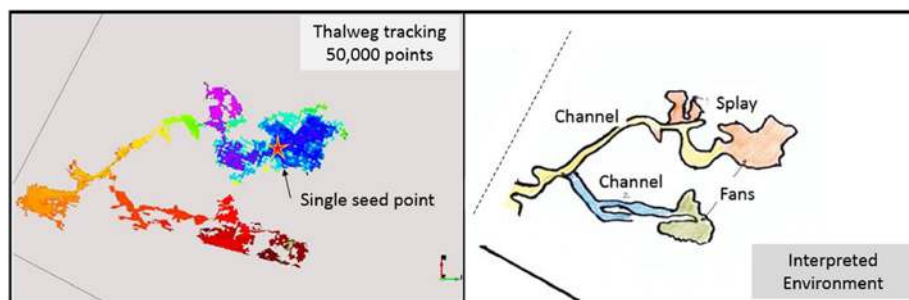 Thalweg tracking
50,000 points
Single seed point
Channel
Splay
Channel
Fans
Interpreted
Environment